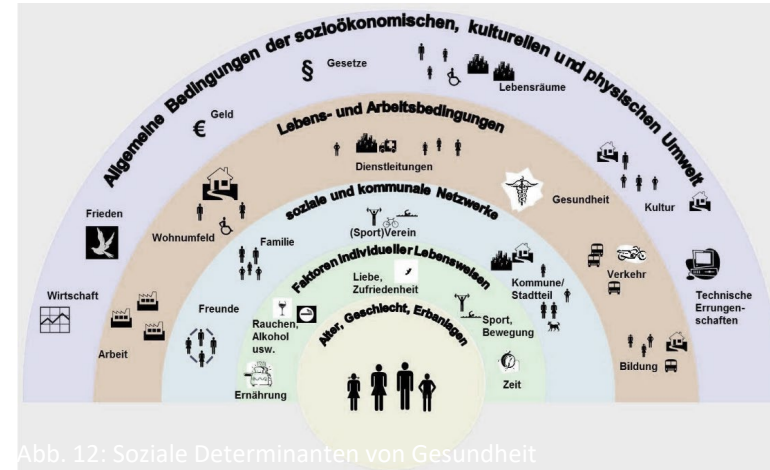 Allgemeine Bedingungen der sozioökonomischen, kulturellen und physischen Umwelt
§ Gesetze
Lebensräume
€ Geld
Kultur
Frieden
Wirtschaft
Technische
Errungen-
schaften
Lebens- und Arbeitsbedingungen
Dienstleitungen
Gesundheit
Wohnumfeld
Verkehr
Arbeit
Bildung
soziale und kommunale Netzwerke
(Sport)Verein
Familie
Kommune/
Stadtteil
Freunde
Faktoren individueller Lebensweisen
Liebe,
Zufriedenheit
Rauchen,
Alkohol
usw.
Sport,
Bewegung
Ernährung
Zeit
Alter, Geschlecht, Erbanlagen
Abb. 12: Soziale Determinanten von Gesundheit